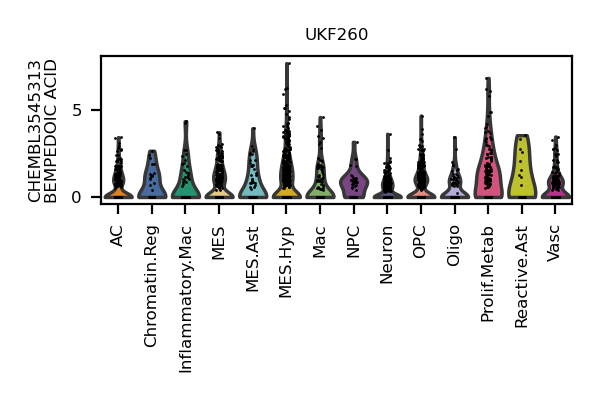 UKF260
CHEMBL3545313
BEMPEDOIC ACID
5
0
AC
Chromatin.Reg
Inflammatory.Mac
MES
MES.Ast
MES.Hyp
Mac
NPC
Neuron
OPC
Oligo
Prolif.Metab
Reactive.Ast
Vasc